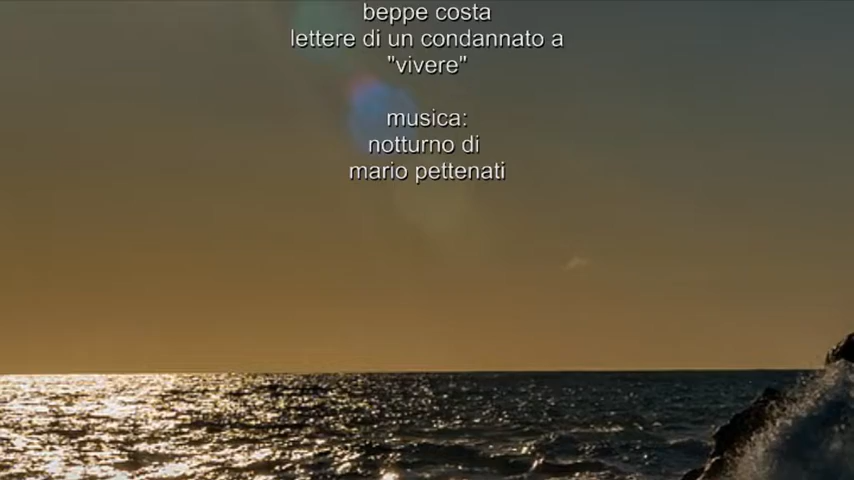 beppe costa
lettere di un condannato a
"vivere"
musica:
notturno di
mario pettenati